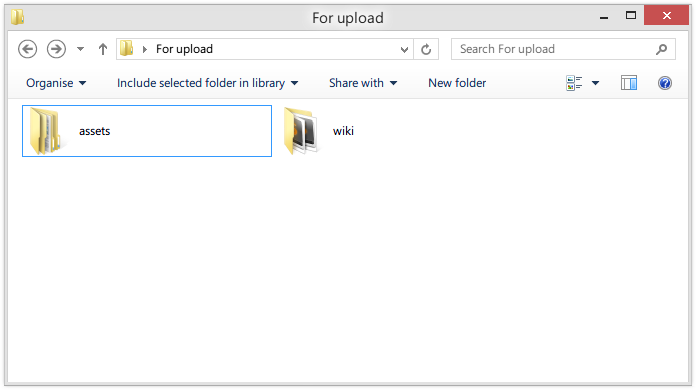 For upload
For upload
Search For upload
Organise Include selected folder in library Share with New folder
assets wiki